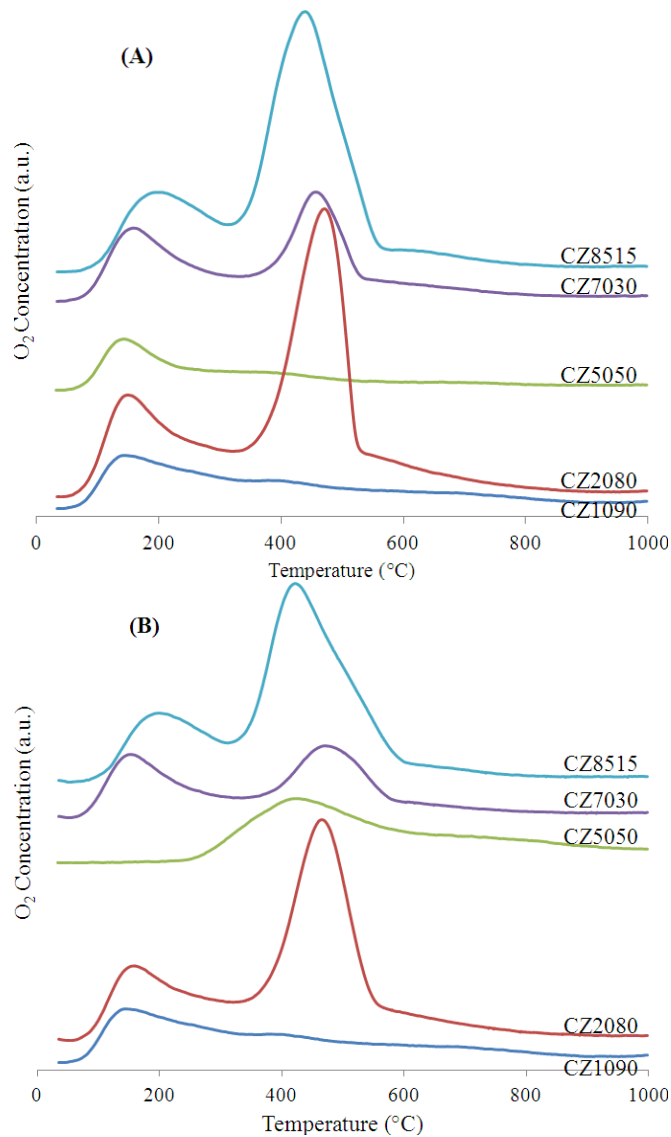 (A)
O₂ Concentration (a.u.)
CZ8515
CZ7030
CZ5050
CZ2080
CZ1090
0 200 400 600 800 1000
Temperature (°C)
(B)
O₂ Concentration (a.u.)
CZ8515
CZ7030
CZ5050
CZ2080
CZ1090
0 200 400 600 800 1000
Temperature (°C)